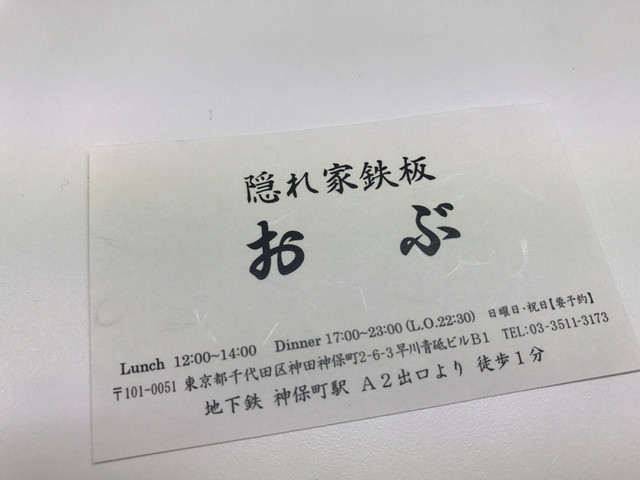 隠れ家鉄板
おぶ
Lunch 12:00~14:00 Dinner 17:00~23:00 (L.O.22:30) 日曜日・祝日【要予約】
〒101-0051 東京都千代田区神田神保町2-6-3早川青砥ビルB1 TEL:03-3511-3173
地下鉄 神保町駅 A2出口より 徒歩1分